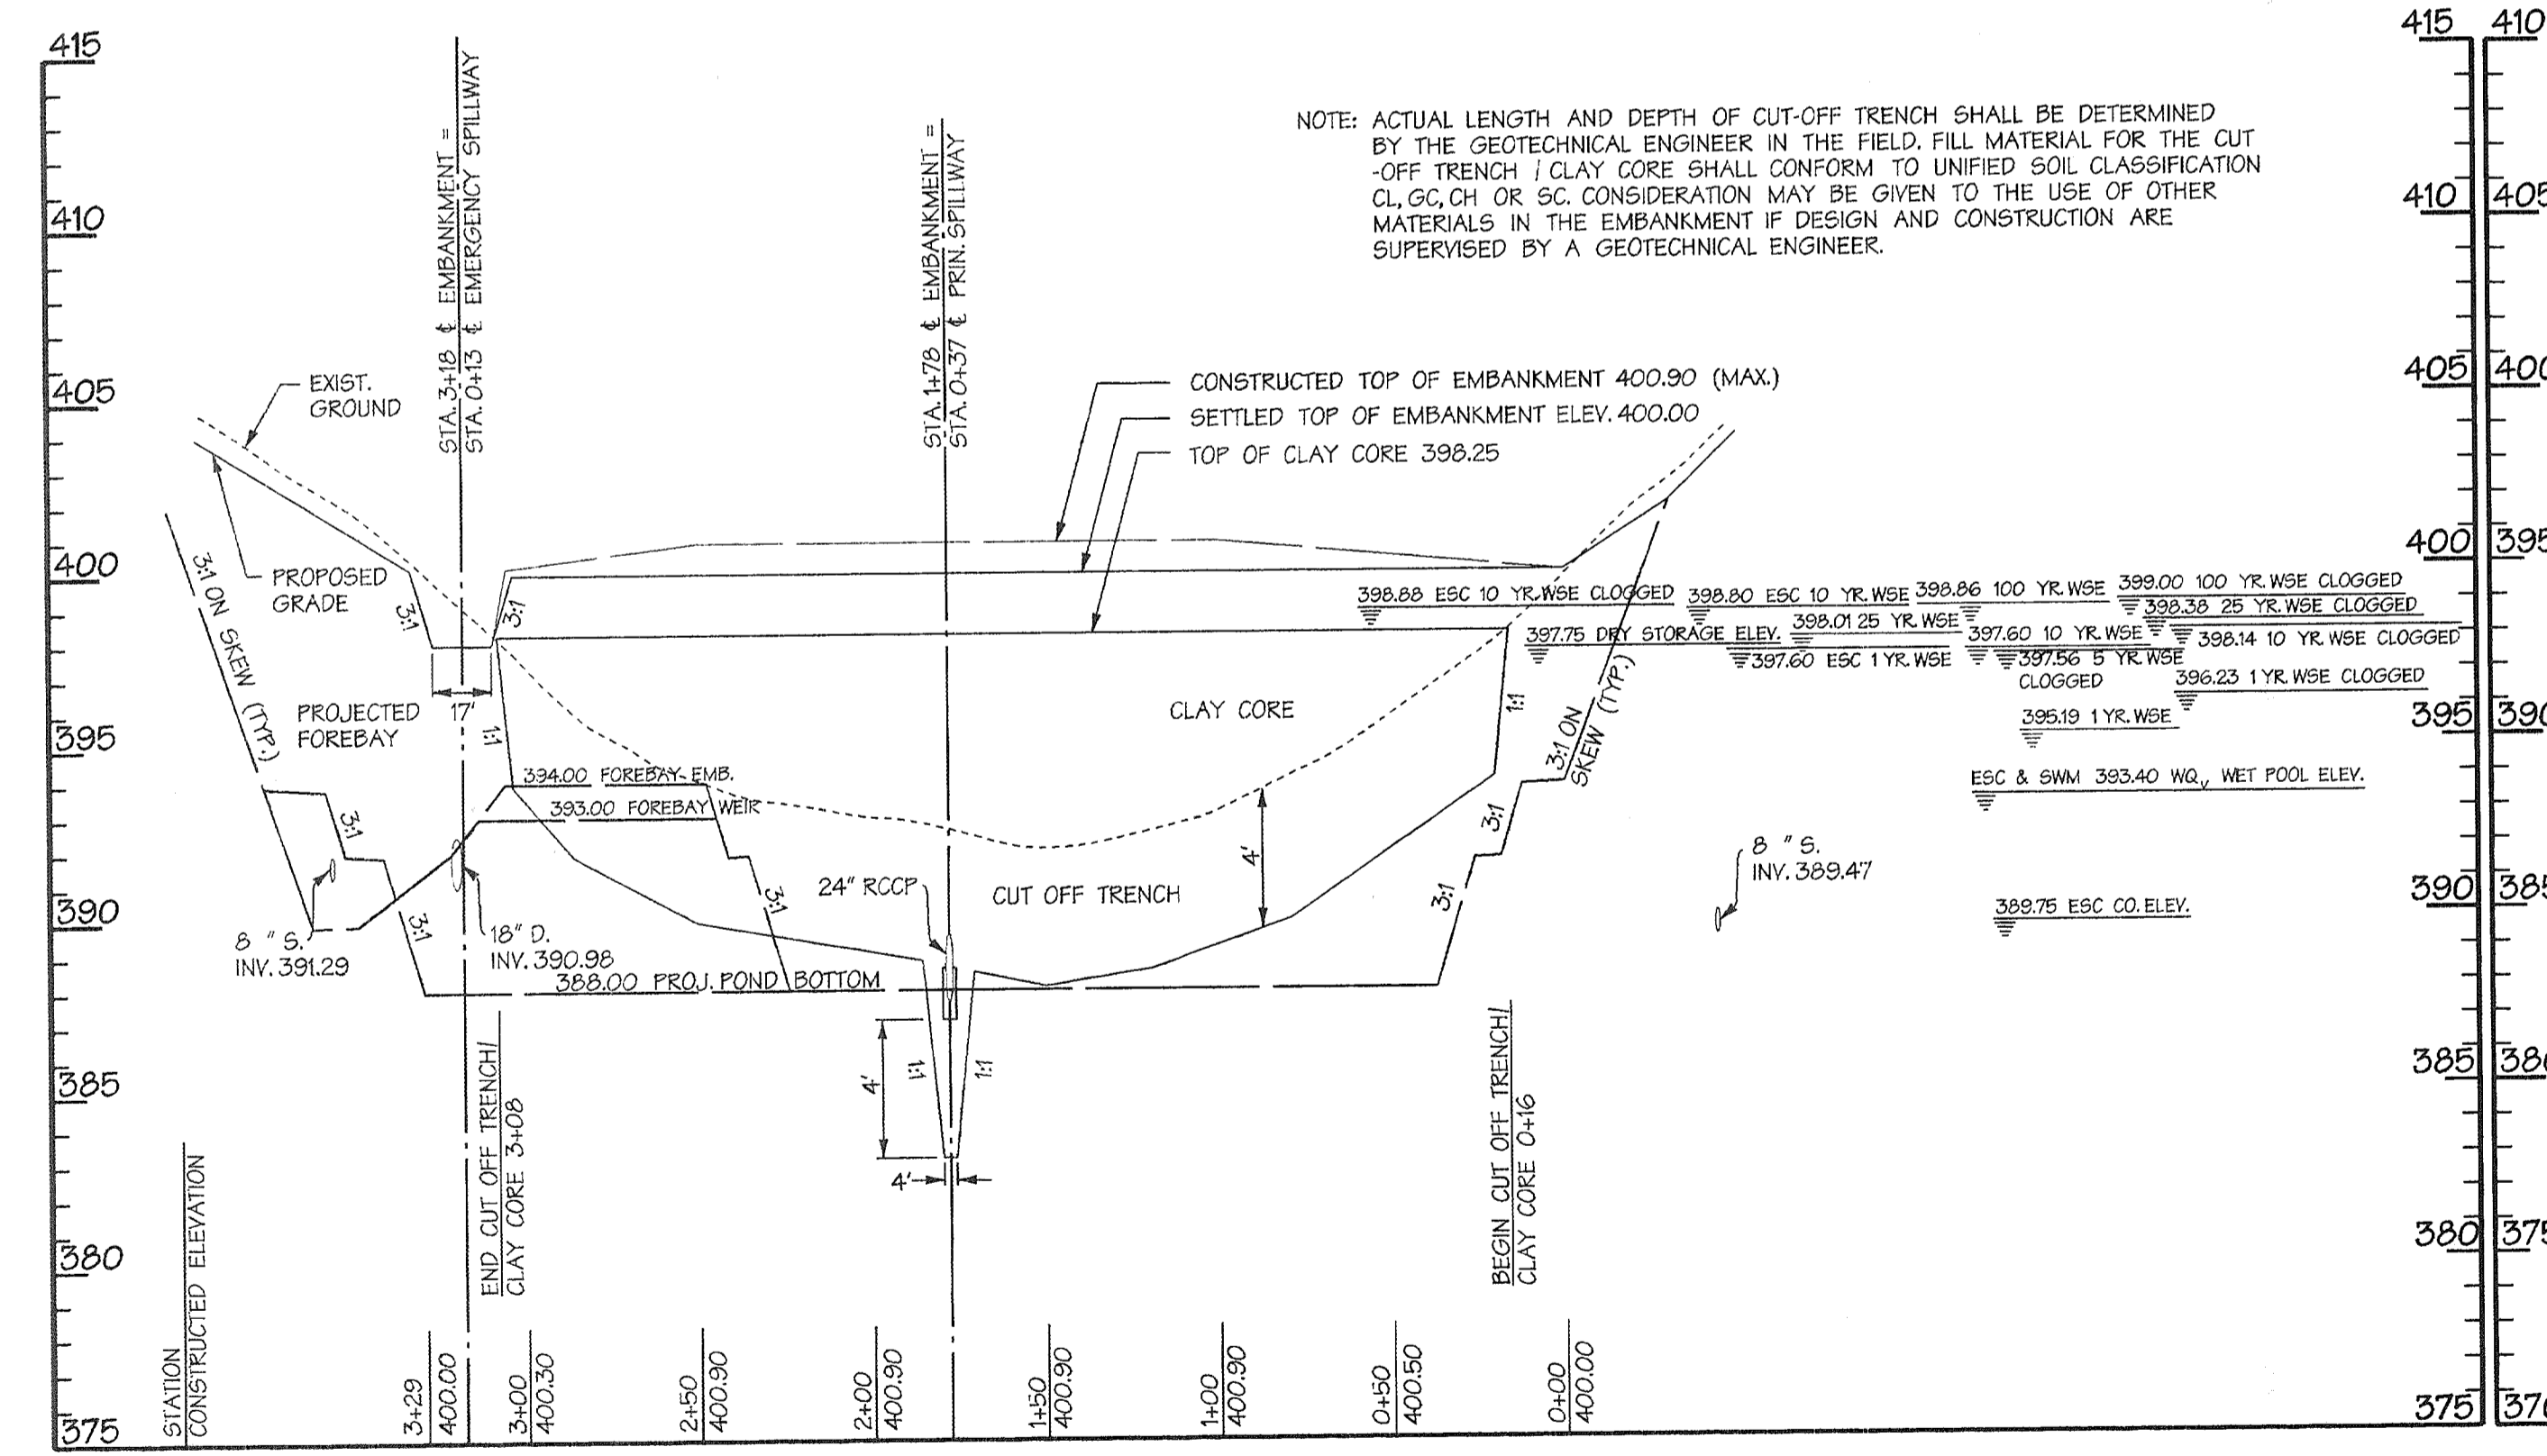 415
410
405
400
395
390
385
380
375
STA. 3+18 ℄ EMBANKMENT =
STA. 0+13 ℄ EMERGENCY SPILLWAY
STA. 1+78 ℄ EMBANKMENT =
STA. 0+37 ℄ PRIN. SPILLWAY
NOTE: ACTUAL LENGTH AND DEPTH OF CUT-OFF TRENCH SHALL BE DETERMINED
BY THE GEOTECHNICAL ENGINEER IN THE FIELD. FILL MATERIAL FOR THE CUT
-OFF TRENCH / CLAY CORE SHALL CONFORM TO UNIFIED SOIL CLASSIFICATION
CL, GC, CH OR SC. CONSIDERATION MAY BE GIVEN TO THE USE OF OTHER
MATERIALS IN THE EMBANKMENT IF DESIGN AND CONSTRUCTION ARE
SUPERVISED BY A GEOTECHNICAL ENGINEER.
EXIST.
GROUND
CONSTRUCTED TOP OF EMBANKMENT 400.90 (MAX.)
SETTLED TOP OF EMBANKMENT ELEV. 400.00
TOP OF CLAY CORE 398.25
3:1 ON SKEW (TYP.)
PROPOSED
GRADE
3:1
3:1
17'
PROJECTED
FOREBAY
1:1
CLAY CORE
1:1
3:1 ON
SKEW (TYP.)
398.88 ESC 10 YR. WSE CLOGGED
398.80 ESC 10 YR. WSE
398.86 100 YR. WSE
399.00 100 YR. WSE CLOGGED
398.38 25 YR. WSE CLOGGED
397.75 DRY STORAGE ELEV.
398.01 25 YR. WSE
397.60 10 YR. WSE
398.14 10 YR. WSE CLOGGED
397.60 ESC 1 YR. WSE
397.56 5 YR. WSE
CLOGGED
396.23 1 YR. WSE CLOGGED
395.19 1 YR. WSE
ESC & SWM 393.40 WQv WET POOL ELEV.
389.75 ESC CO. ELEV.
394.00 FOREBAY EMB.
393.00 FOREBAY WEIR
3:1
3:1
3:1
3:1
3:1
4'
24" RCCP
CUT OFF TRENCH
8 " S.
INV. 389.47
8 " S.
INV. 391.29
18" D.
INV. 390.98
388.00 PROJ. POND BOTTOM
4'
1:1
1:1
4'
END CUT OFF TRENCH/
CLAY CORE 3+08
BEGIN CUT OFF TRENCH/
CLAY CORE 0+16
STATION
CONSTRUCTED ELEVATION
3+29
400.00
3+00
400.30
2+50
400.90
2+00
400.90
1+50
400.90
1+00
400.90
0+50
400.50
0+00
400.00
415
410
405
400
395
390
385
380
375
410